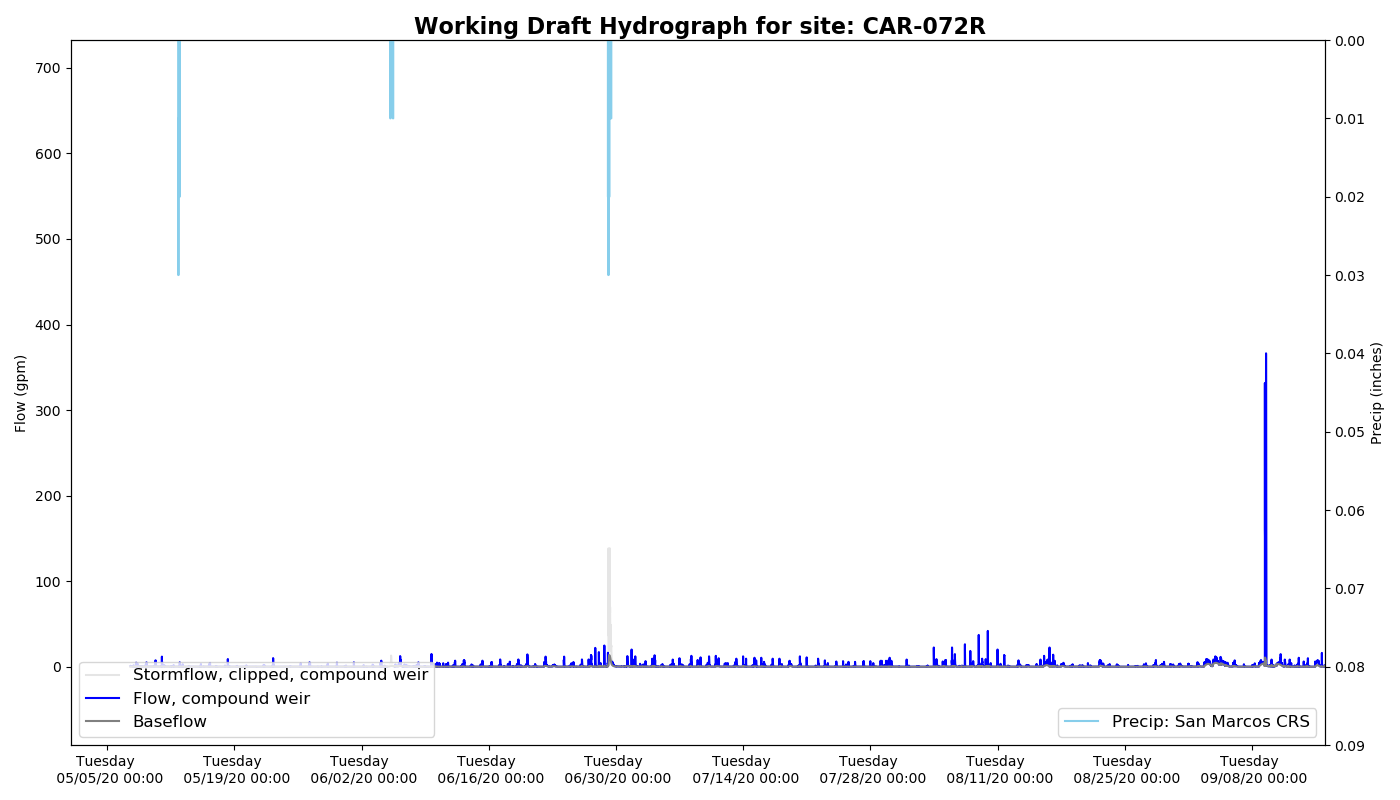 Working Draft Hydrograph for site: CAR-072R
700
600
500
400
300
200
100
0
Flow (gpm)
0.00
0.01
0.02
0.03
0.04
0.05
0.06
0.07
0.08
0.09
Precip (inches)
Stormflow, clipped, compound weir
Flow, compound weir
Baseflow
Precip: San Marcos CRS
Tuesday
05/05/20 00:00
Tuesday
05/19/20 00:00
Tuesday
06/02/20 00:00
Tuesday
06/16/20 00:00
Tuesday
06/30/20 00:00
Tuesday
07/14/20 00:00
Tuesday
07/28/20 00:00
Tuesday
08/11/20 00:00
Tuesday
08/25/20 00:00
Tuesday
09/08/20 00:00